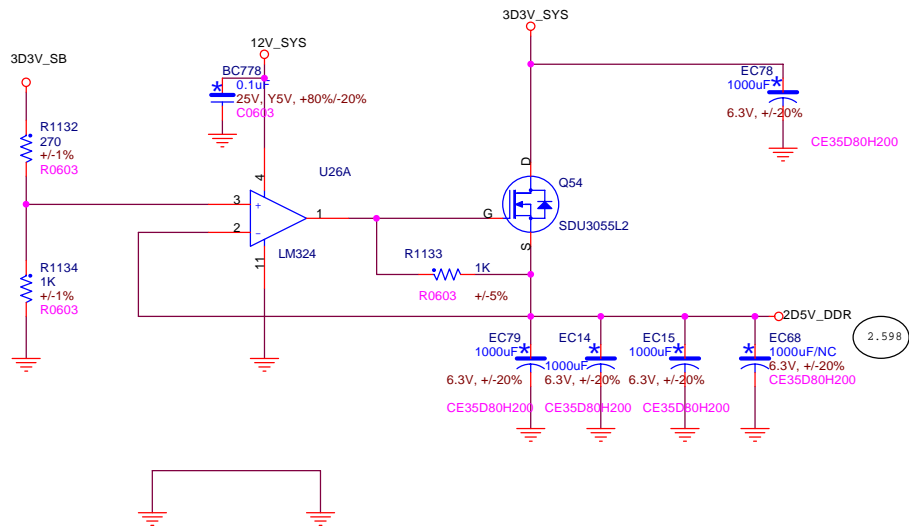 3D3V_SYS
12V_SYS
3D3V_SB
BC778
0.1uF
25V, Y5V, +80%/-20%
C0603
EC78
1000uF
6.3V, +/-20%
CE35D80H200
R1132
270
+/-1%
R0603
U26A
4
3
+
1
2
-
11
LM324
D
Q54
G
SDU3055L2
S
R1133
1K
R0603
+/-5%
R1134
1K
+/-1%
R0603
2D5V_DDR
2.598
EC79
1000uF
6.3V, +/-20%
CE35D80H200
EC14
1000uF
6.3V, +/-20%
CE35D80H200
EC15
1000uF
6.3V, +/-20%
CE35D80H200
EC68
1000uF/NC
6.3V, +/-20%
CE35D80H200